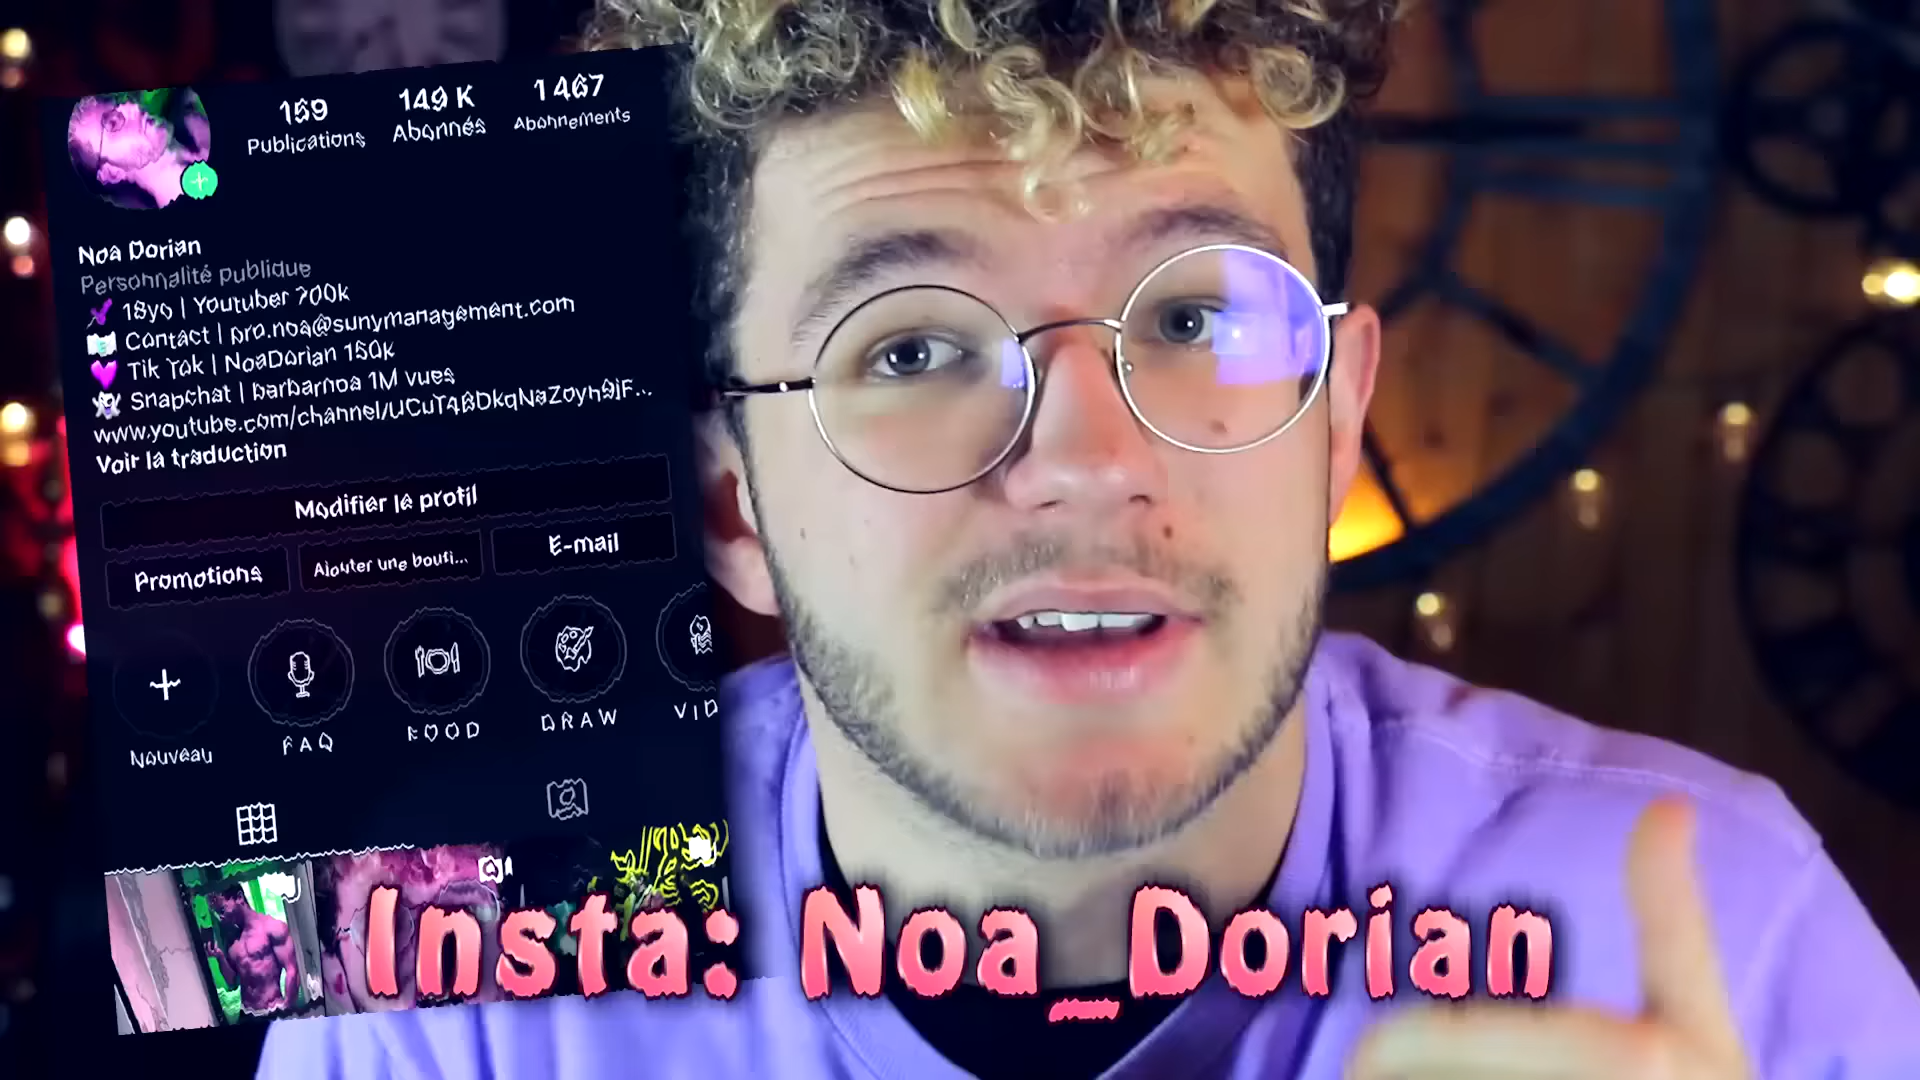 159 149 K 1 467
Publications Abonnés Abonnements
Noa Dorian
Personnalité publique
18yo | Youtuber 700k
Contact | pro.noa@sunymanagement.com
Tik Tok | NoaDorian 150k
Snapchat | barbarnoa 1M vues
www.youtube.com/channel/
Voir la traduction
Modifier le profil
Promotions Ajouter une bouti... E-mail
Nouveau FAQ FOOD DRAW VID
Insta: Noa_Dorian